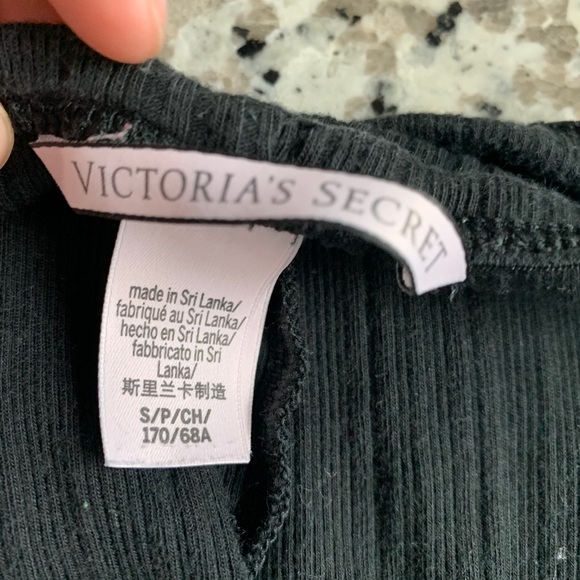 VICTORIA'S SECRET
made in Sri Lanka/
fabriqué au Sri Lanka/
hecho en Sri Lanka/
fabbricato in Sri
Lanka/
斯里兰卡制造
S/P/CH/
170/68A